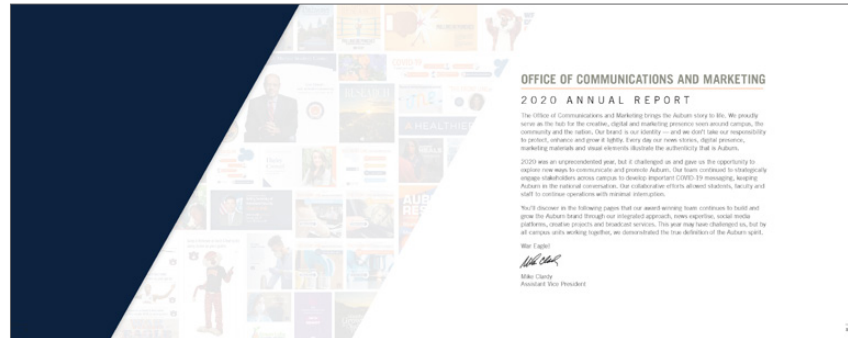 OFFICE OF COMMUNICATIONS AND MARKETING
2020 ANNUAL REPORT
The Office of Communications and Marketing brings the Auburn story to life. We proudly
serve as the hub for the creative, digital and marketing presence seen around campus, the
community and the nation. Our brand is our identity — and we don't take our responsibility
to protect, enhance and grow it lightly. Every day our news stories, digital presence,
marketing materials and visual elements illustrate the authenticity that is Auburn.
2020 was an unprecedented year, but it challenged us and gave us the opportunity to
explore new ways to communicate and promote Auburn. Our team continued to strategically
engage stakeholders across campus to develop important COVID-19 messaging, keeping
Auburn in the national conversation. Our collaborative efforts allowed students, faculty and
staff to continue operations with minimal interruption.
You'll discover in the following pages that our award-winning team continues to build and
grow the Auburn brand through our integrated approach, news expertise, social media
platforms, creative projects and broadcast services. This year may have challenged us, but by
all campus units working together, we demonstrated the true definition of the Auburn spirit.
War Eagle!
Mike Clardy
Mike Clardy
Assistant Vice President
A HEALTHIER